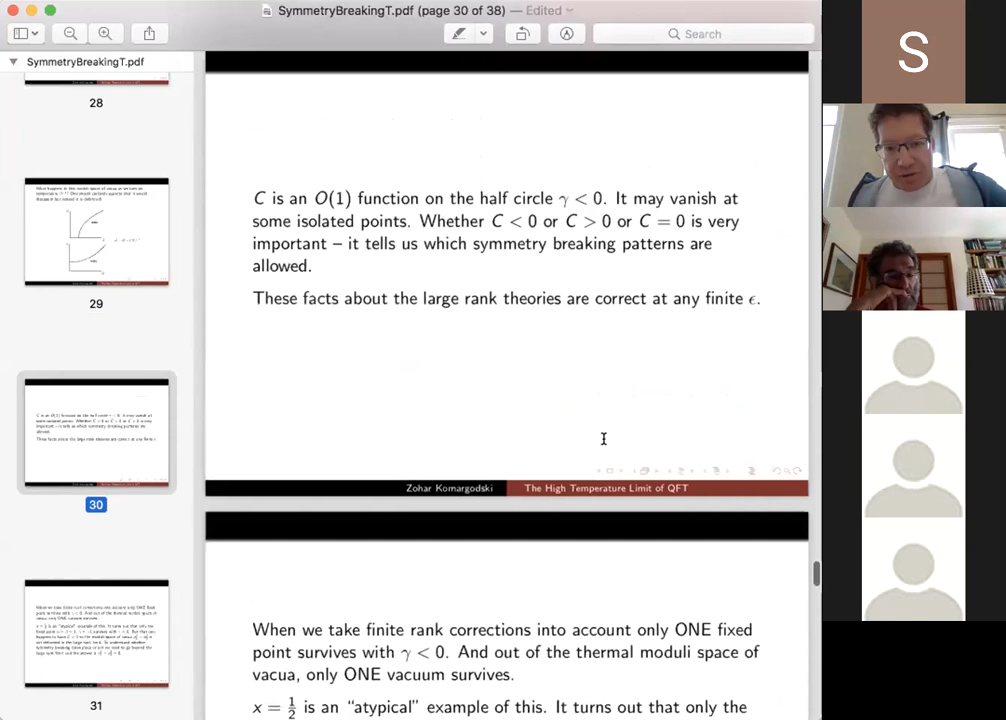 SymmetryBreakingT.pdf (page 30 of 38) — Edited
Search
SymmetryBreakingT.pdf
28
29
30
31
C is an O(1) function on the half circle γ < 0. It may vanish at
some isolated points. Whether C < 0 or C > 0 or C = 0 is very
important – it tells us which symmetry breaking patterns are
allowed.
These facts about the large rank theories are correct at any finite ϵ.
Zohar Komargodski
The High Temperature Limit of QFT
When we take finite rank corrections into account only ONE fixed
point survives with γ < 0. And out of the thermal moduli space of
vacua, only ONE vacuum survives.
x = 1/2 is an “atypical” example of this. It turns out that only the
S